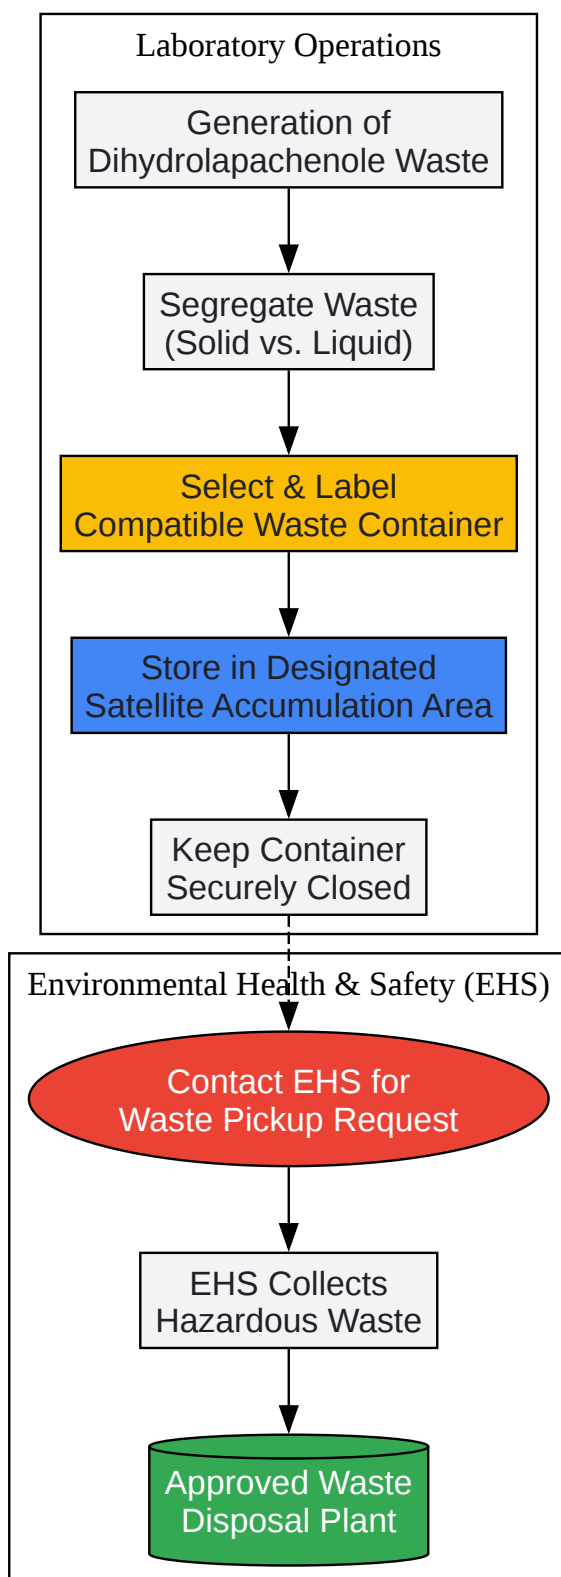 Laboratory Operations
Generation of
Dihydrolapachenole Waste
Segregate Waste
(Solid vs. Liquid)
Select & Label
Compatible Waste Container
Store in Designated
Satellite Accumulation Area
Keep Container
Securely Closed
Environmental Health & Safety (EHS)
Contact EHS for
Waste Pickup Request
EHS Collects
Hazardous Waste
Approved Waste
Disposal Plant